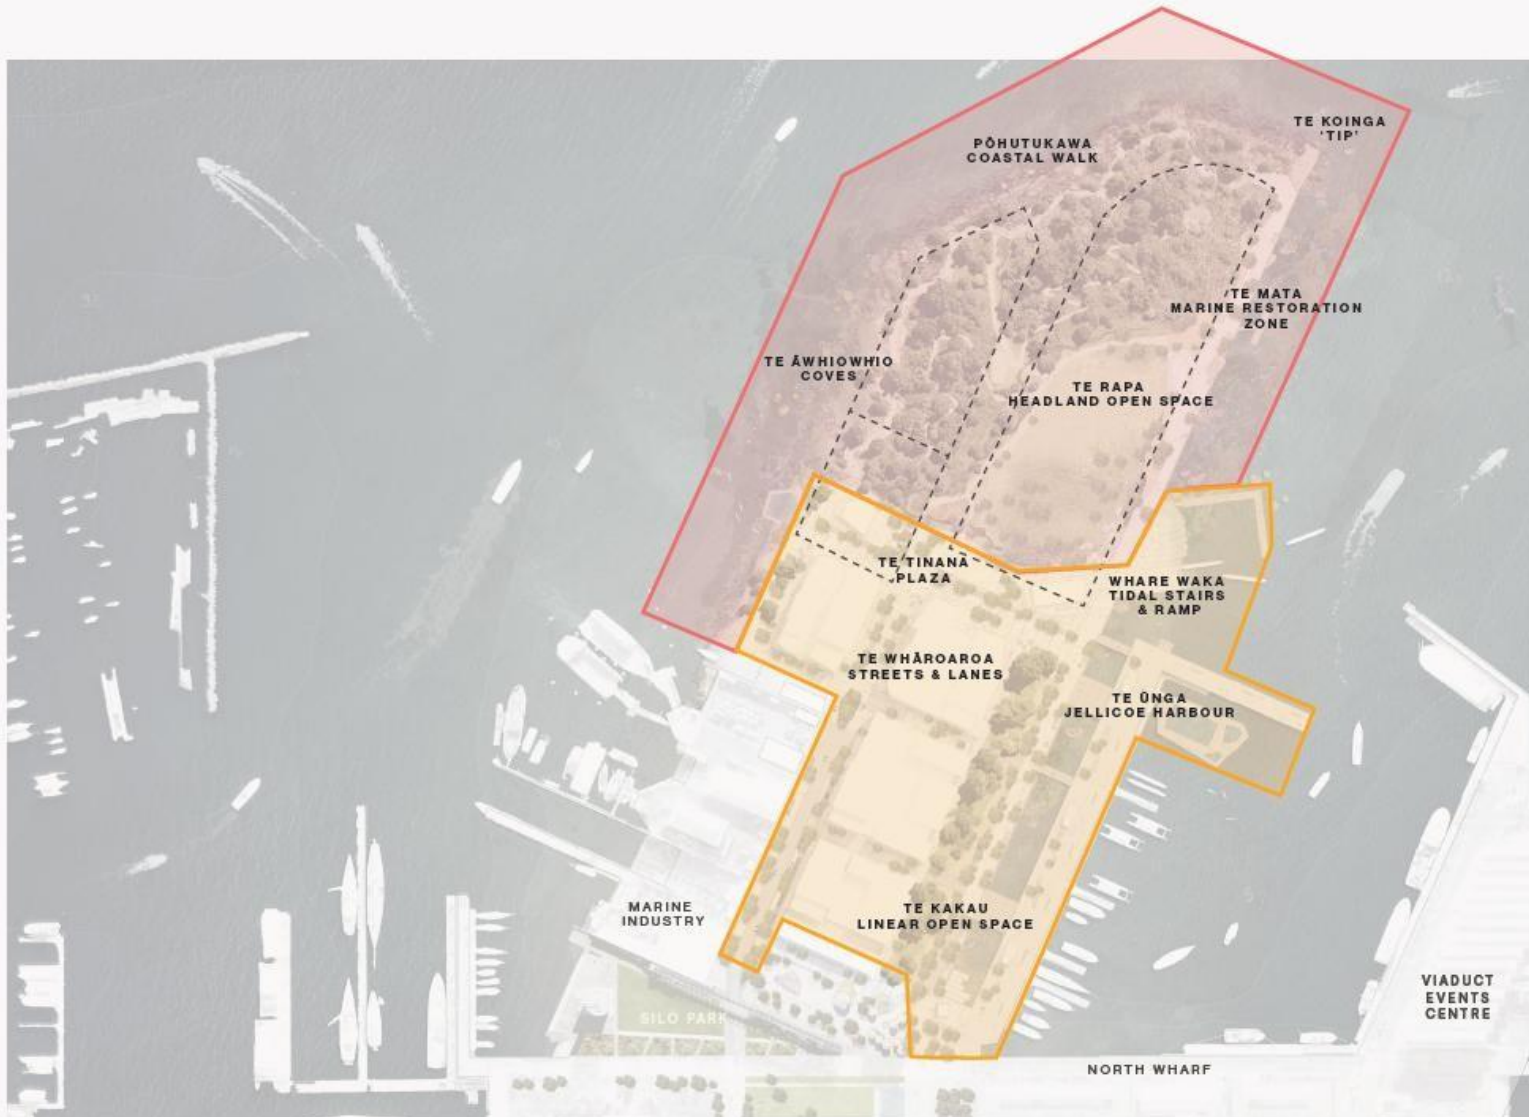 TE KOINGA
'TIP'
PŌHUTUKAWA
COASTAL WALK
TE MATA
MARINE RESTORATION
ZONE
TE ĀWHIOWHIO
COVES
TE RAPA
HEADLAND OPEN SPACE
TE TINANA
PLAZA
WHARE WAKA
TIDAL STAIRS
& RAMP
TE WHĀROAROA
STREETS & LANES
TE ŪNGA
JELLICOE HARBOUR
MARINE
INDUSTRY
TE KAKAU
LINEAR OPEN SPACE
VIADUCT
EVENTS
CENTRE
SILO PARK
NORTH WHARF